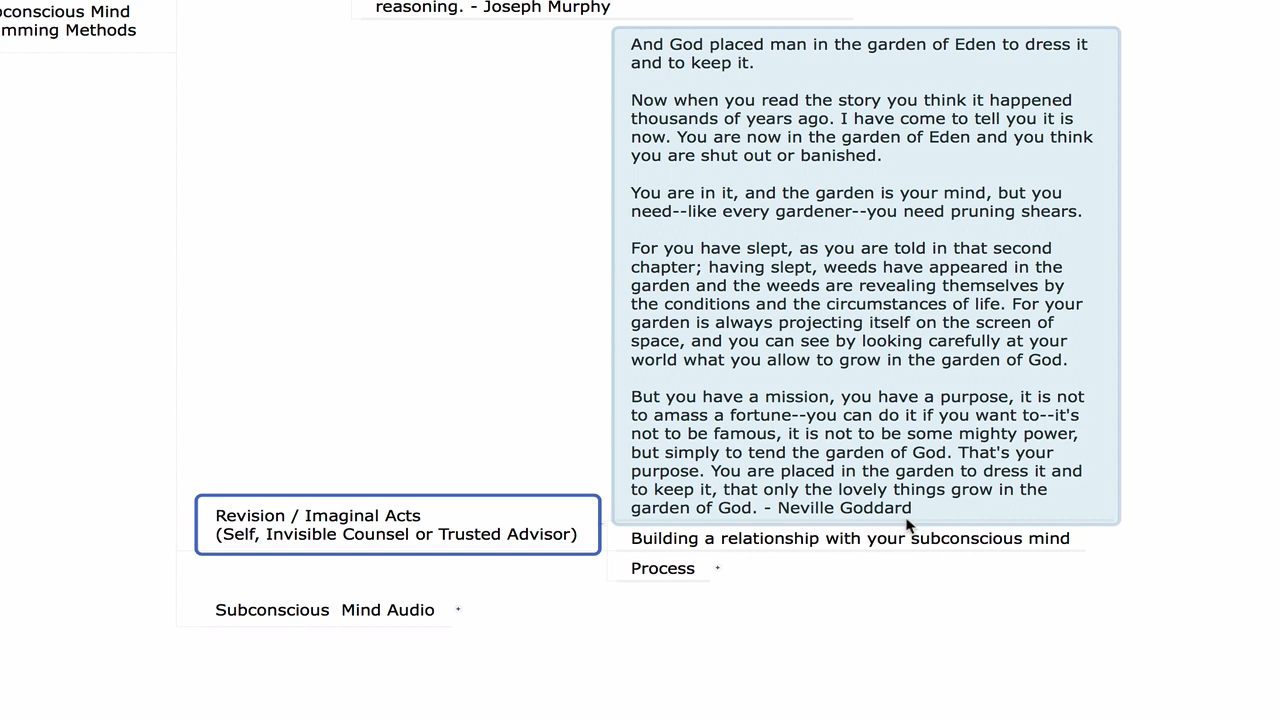 reasoning. - Joseph Murphy
conscious Mind
mming Methods
And God placed man in the garden of Eden to dress it
and to keep it.
Now when you read the story you think it happened
thousands of years ago. I have come to tell you it is
now. You are now in the garden of Eden and you think
you are shut out or banished.
You are in it, and the garden is your mind, but you
need--like every gardener--you need pruning shears.
For you have slept, as you are told in that second
chapter; having slept, weeds have appeared in the
garden and the weeds are revealing themselves by
the conditions and the circumstances of life. For your
garden is always projecting itself on the screen of
space, and you can see by looking carefully at your
world what you allow to grow in the garden of God.
But you have a mission, you have a purpose, it is not
to amass a fortune--you can do it if you want to--it's
not to be famous, it is not to be some mighty power,
but simply to tend the garden of God. That's your
purpose. You are placed in the garden to dress it and
to keep it, that only the lovely things grow in the
garden of God. - Neville Goddard
Revision / Imaginal Acts
(Self, Invisible Counsel or Trusted Advisor)
Building a relationship with your subconscious mind
Process
Subconscious  Mind Audio